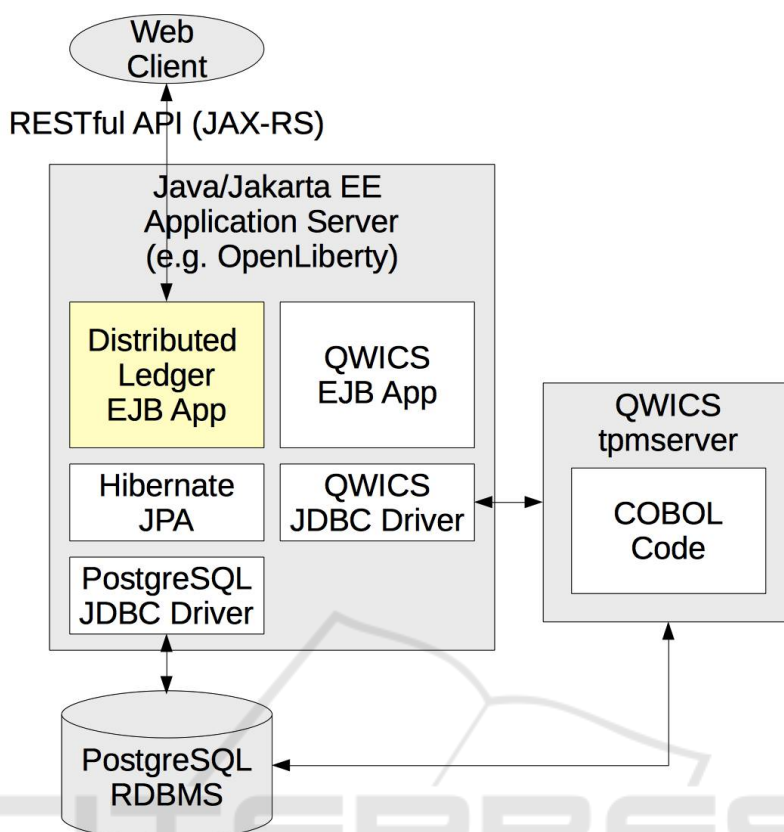 Web
Client
RESTful API (JAX-RS)
Java/Jakarta EE
Application Server
(e.g. OpenLiberty)
Distributed
Ledger
EJB App
QWICS
EJB App
Hibernate
JPA
QWICS
JDBC Driver
PostgreSQL
JDBC Driver
QWICS
tpmserver
COBOL
Code
PostgreSQL
RDBMS